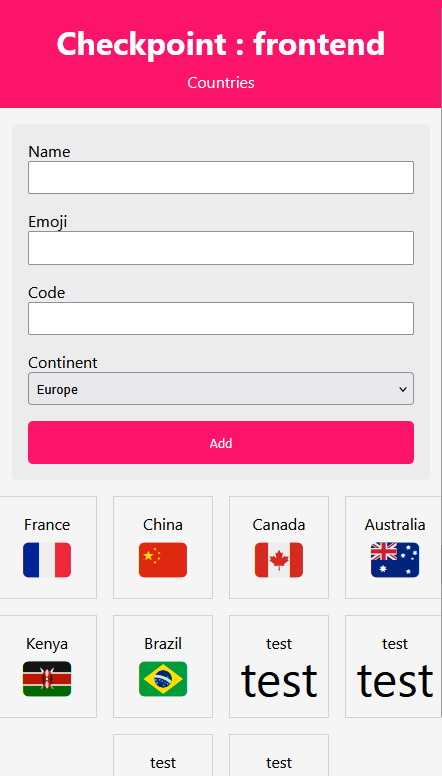 Checkpoint : frontend
Countries
Name
Emoji
Code
Continent
Europe
Add
France
China
Canada
Australia
Kenya
Brazil
test
test
test
test
test
test